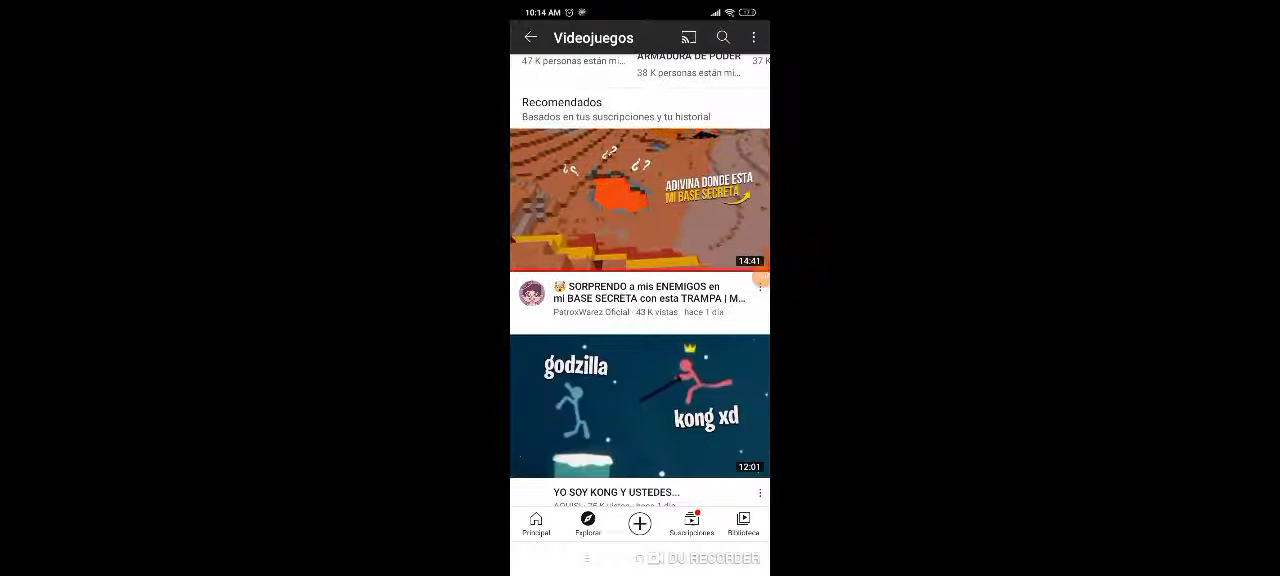 10:14 AM
Videojuegos
47 K personas están mi...
ARMADURA DE PODER
38 K personas están mi...
37 K
Recomendados
Basados en tus suscripciones y tu historial
¿? ¿? ¿?
ADIVINA DONDE ESTA
MI BASE SECRETA
14:41
🤯 SORPRENDO a mis ENEMIGOS en
mi BASE SECRETA con esta TRAMPA | M...
PatroxWarez Oficial · 43 K vistas · hace 1 día
godzilla
kong xd
12:01
YO SOY KONG Y USTEDES...
Principal
Explorar
Suscripciones
Biblioteca
DU RECORDER